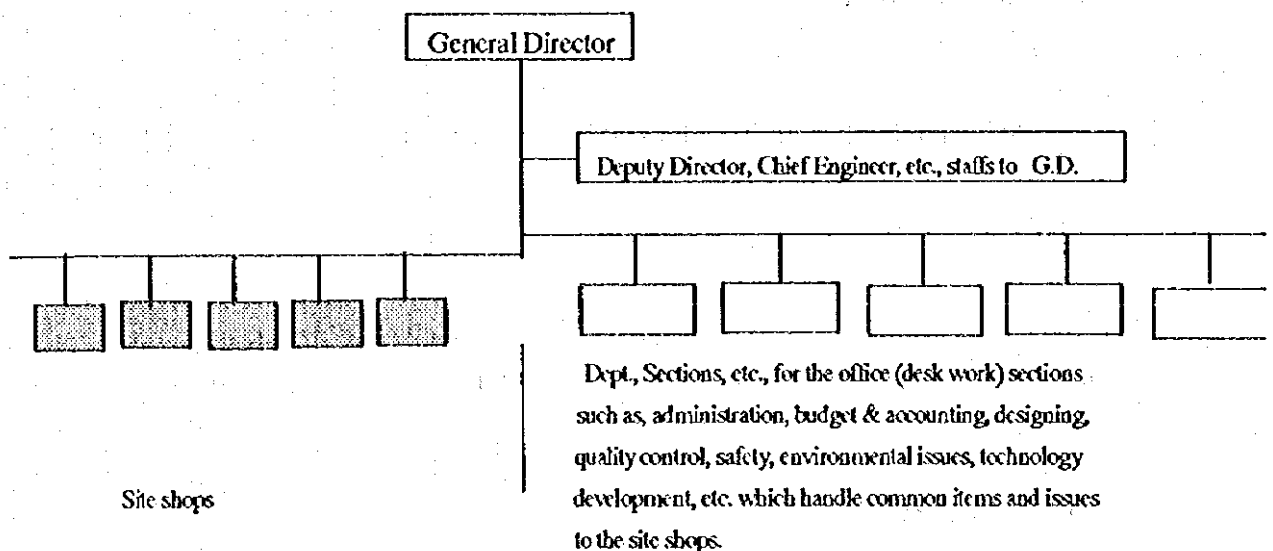 General Director
Deputy Director, Chief Engineer, etc., staffs to G.D.
Dept., Sections, etc., for the office (desk work) sections
such as, administration, budget & accounting, designing,
quality control, safety, environmental issues, technology
development, etc. which handle common items and issues
to the site shops.
Site shops